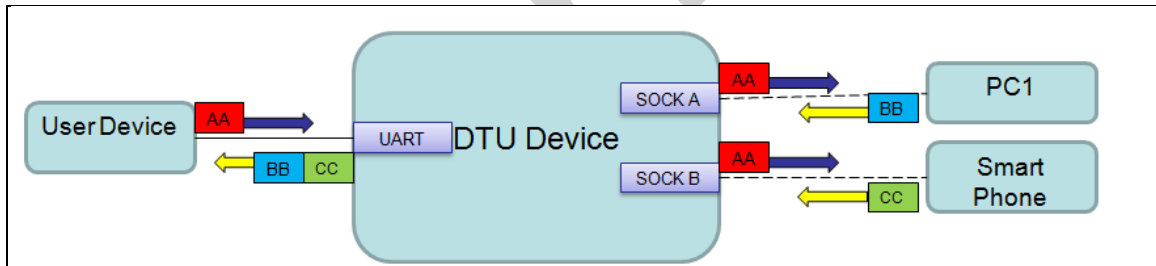 User Device
AA
BB
CC
UART
DTU Device
SOCK A
AA
BB
PC1
SOCK B
AA
CC
Smart
Phone